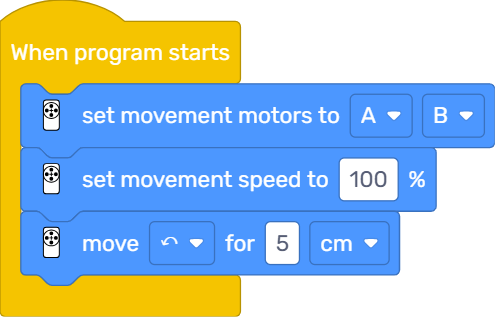 When program starts
set movement motors to A B
set movement speed to 100 %
move for 5 cm